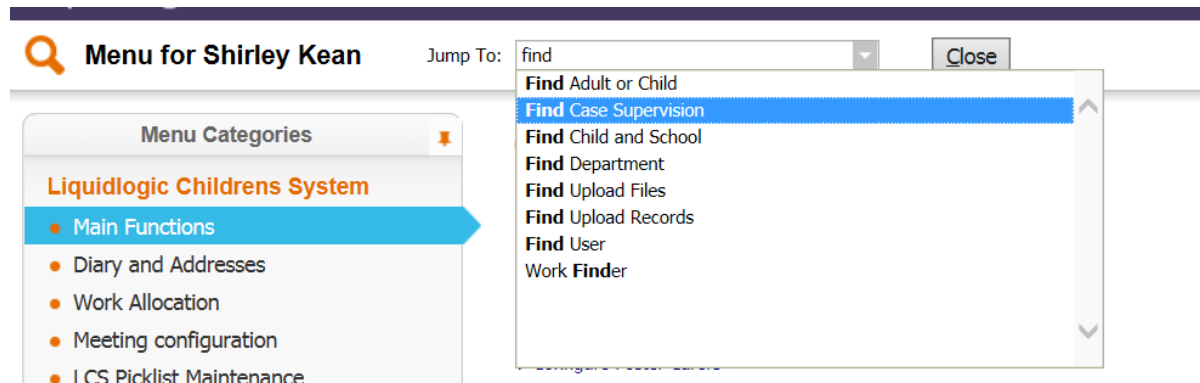 Menu for Shirley Kean
Jump To: find
Close
Find Adult or Child
Find Case Supervision
Find Child and School
Find Department
Find Upload Files
Find Upload Records
Find User
Work Finder
Menu Categories
Liquidlogic Childrens System
Main Functions
Diary and Addresses
Work Allocation
Meeting configuration
LCS Picklist Maintenance